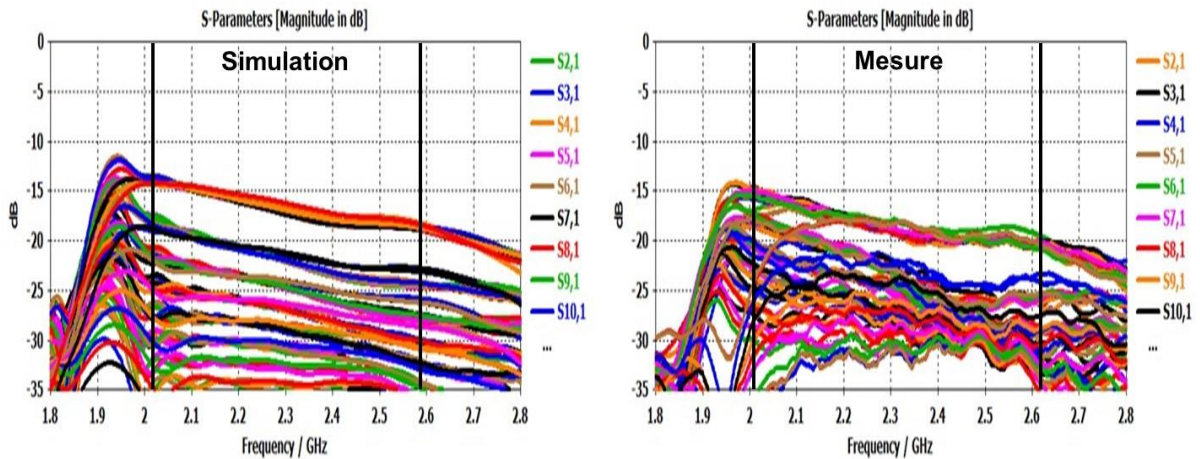 S-Parameters [Magnitude in dB]
Simulation
0
-5
-10
-15
-20
-25
-30
-35
dB
1.8 1.9 2 2.1 2.2 2.3 2.4 2.5 2.6 2.7 2.8
Frequency / GHz
S2,1
S3,1
S4,1
S5,1
S6,1
S7,1
S8,1
S9,1
S10,1
...
S-Parameters [Magnitude in dB]
Mesure
0
-5
-10
-15
-20
-25
-30
-35
dB
1.8 1.9 2 2.1 2.2 2.3 2.4 2.5 2.6 2.7 2.8
Frequency / GHz
S2,1
S3,1
S4,1
S5,1
S6,1
S7,1
S8,1
S9,1
S10,1
...